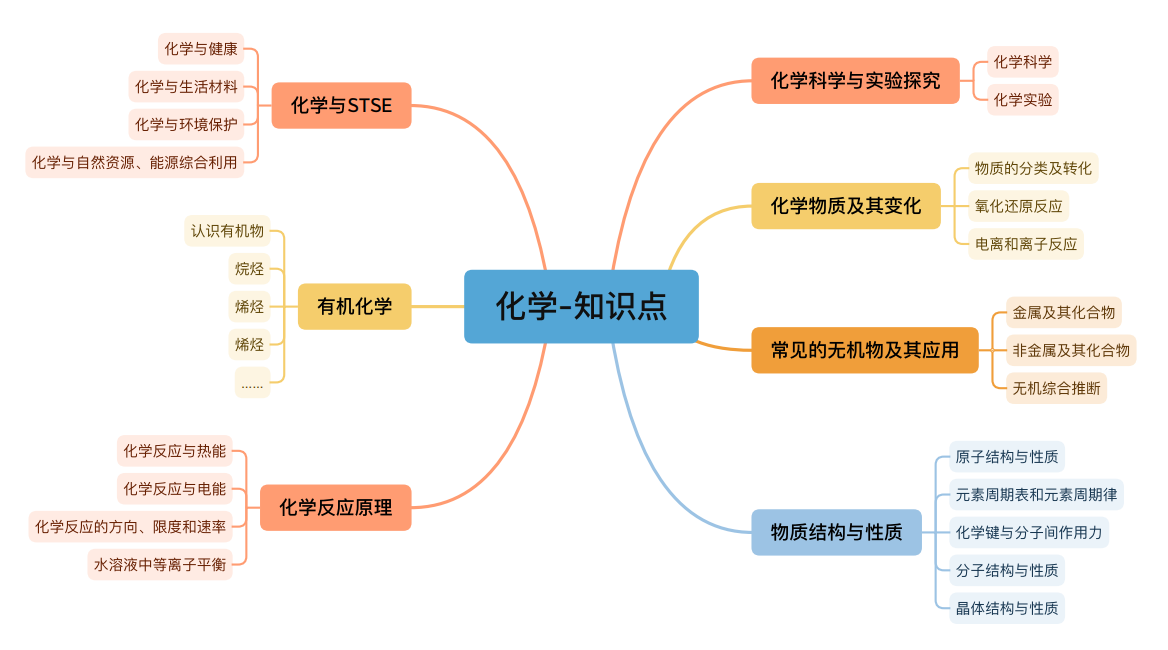 化学-知识点
化学科学与实验探究
化学科学
化学实验
化学物质及其变化
物质的分类及转化
氧化还原反应
电离和离子反应
常见的无机物及其应用
金属及其化合物
非金属及其化合物
无机综合推断
物质结构与性质
原子结构与性质
元素周期表和元素周期律
化学键与分子间作用力
分子结构与性质
晶体结构与性质
化学与STSE
化学与健康
化学与生活材料
化学与环境保护
化学与自然资源、能源综合利用
有机化学
认识有机物
烷烃
烯烃
烯烃
……
化学反应原理
化学反应与热能
化学反应与电能
化学反应的方向、限度和速率
水溶液中等离子平衡